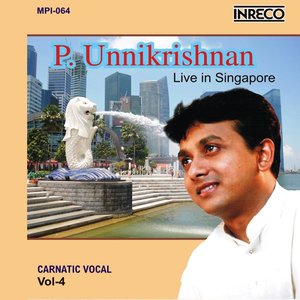 MPI-064
INRECO
P. Unnikrishnan
Live in Singapore
CARNATIC VOCAL
Vol-4